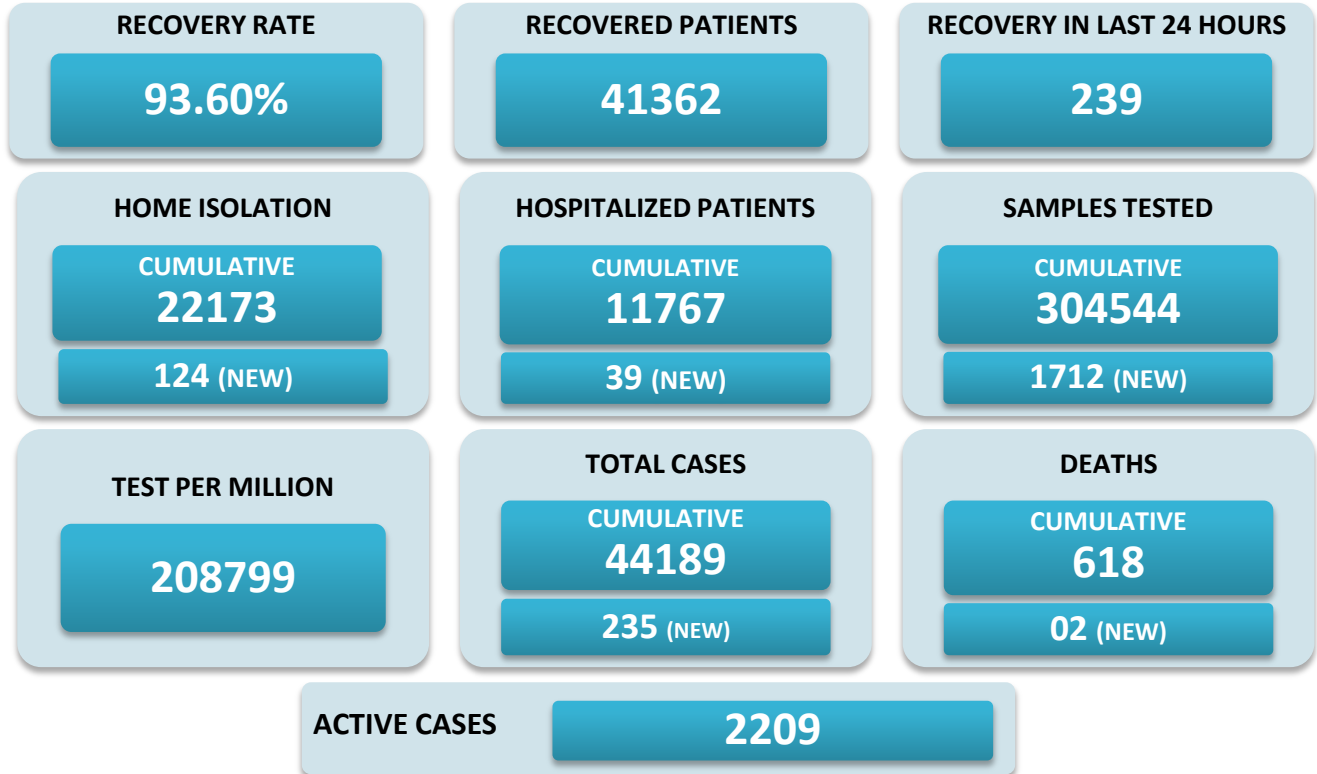 RECOVERY RATE
93.60%
RECOVERED PATIENTS
41362
RECOVERY IN LAST 24 HOURS
239
HOME ISOLATION
CUMULATIVE
22173
124 (NEW)
HOSPITALIZED PATIENTS
CUMULATIVE
11767
39 (NEW)
SAMPLES TESTED
CUMULATIVE
304544
1712 (NEW)
TEST PER MILLION
208799
TOTAL CASES
CUMULATIVE
44189
235 (NEW)
DEATHS
CUMULATIVE
618
02 (NEW)
ACTIVE CASES
2209